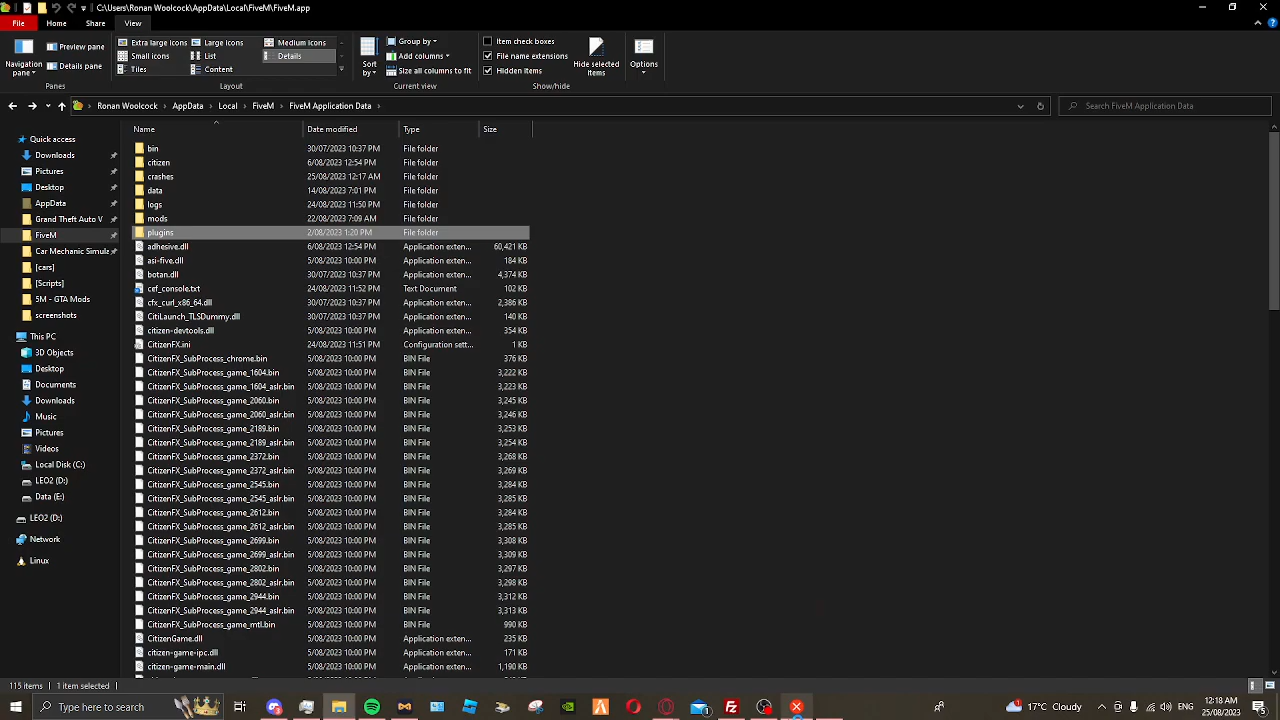 C:\Users\Ronan Woolcock\AppData\Local\FiveM\FiveM.app
File Home Share View
Navigation pane
Preview pane
Details pane
Panes
Extra large icons Large icons Medium icons
Small icons List Details
Tiles Content
Layout
Sort by
Group by
Add columns
Size all columns to fit
Current view
Item check boxes
File name extensions
Hidden items
Hide selected items
Show/hide
Options
Ronan Woolcock > AppData > Local > FiveM > FiveM Application Data >
Search FiveM Application Data
Quick access
Downloads
Pictures
Desktop
AppData
Grand Theft Auto V
FiveM
Car Mechanic Simula
[cars]
[Scripts]
5M - GTA Mods
screenshots
This PC
3D Objects
Desktop
Documents
Downloads
Music
Pictures
Videos
Local Disk (C:)
LEO2 (D:)
Data (E:)
LEO2 (D:)
Network
Linux
Name Date modified Type Size
bin 30/07/2023 10:37 PM File folder
citizen 6/08/2023 12:54 PM File folder
crashes 25/08/2023 12:17 AM File folder
data 14/08/2023 7:01 PM File folder
logs 24/08/2023 11:50 PM File folder
mods 22/08/2023 7:09 AM File folder
plugins 2/08/2023 1:20 PM File folder
adhesive.dll 6/08/2023 12:54 PM Application exten... 60,421 KB
asi-five.dll 5/08/2023 10:00 PM Application exten... 184 KB
botan.dll 30/07/2023 10:37 PM Application exten... 4,374 KB
cef_console.txt 24/08/2023 11:52 PM Text Document 102 KB
cfx_curl_x86_64.dll 30/07/2023 10:37 PM Application exten... 2,386 KB
CitiLaunch_TLSDummy.dll 30/07/2023 10:37 PM Application exten... 140 KB
citizen-devtools.dll 5/08/2023 10:00 PM Application exten... 354 KB
CitizenFX.ini 24/08/2023 11:51 PM Configuration sett... 1 KB
CitizenFX_SubProcess_chrome.bin 5/08/2023 10:00 PM BIN File 376 KB
CitizenFX_SubProcess_game_1604.bin 5/08/2023 10:00 PM BIN File 3,222 KB
CitizenFX_SubProcess_game_1604_aslr.bin 5/08/2023 10:00 PM BIN File 3,223 KB
CitizenFX_SubProcess_game_2060.bin 5/08/2023 10:00 PM BIN File 3,245 KB
CitizenFX_SubProcess_game_2060_aslr.bin 5/08/2023 10:00 PM BIN File 3,246 KB
CitizenFX_SubProcess_game_2189.bin 5/08/2023 10:00 PM BIN File 3,253 KB
CitizenFX_SubProcess_game_2189_aslr.bin 5/08/2023 10:00 PM BIN File 3,254 KB
CitizenFX_SubProcess_game_2372.bin 5/08/2023 10:00 PM BIN File 3,268 KB
CitizenFX_SubProcess_game_2372_aslr.bin 5/08/2023 10:00 PM BIN File 3,269 KB
CitizenFX_SubProcess_game_2545.bin 5/08/2023 10:00 PM BIN File 3,284 KB
CitizenFX_SubProcess_game_2545_aslr.bin 5/08/2023 10:00 PM BIN File 3,285 KB
CitizenFX_SubProcess_game_2612.bin 5/08/2023 10:00 PM BIN File 3,284 KB
CitizenFX_SubProcess_game_2612_aslr.bin 5/08/2023 10:00 PM BIN File 3,285 KB
CitizenFX_SubProcess_game_2699.bin 5/08/2023 10:00 PM BIN File 3,308 KB
CitizenFX_SubProcess_game_2699_aslr.bin 5/08/2023 10:00 PM BIN File 3,309 KB
CitizenFX_SubProcess_game_2802.bin 5/08/2023 10:00 PM BIN File 3,297 KB
CitizenFX_SubProcess_game_2802_aslr.bin 5/08/2023 10:00 PM BIN File 3,298 KB
CitizenFX_SubProcess_game_2944.bin 5/08/2023 10:00 PM BIN File 3,312 KB
CitizenFX_SubProcess_game_2944_aslr.bin 5/08/2023 10:00 PM BIN File 3,313 KB
CitizenFX_SubProcess_game_mtl.bin 5/08/2023 10:00 PM BIN File 990 KB
CitizenGame.dll 5/08/2023 10:00 PM Application exten... 235 KB
citizen-game-ipc.dll 5/08/2023 10:00 PM Application exten... 171 KB
citizen-game-main.dll 5/08/2023 10:00 PM Application exten... 1,190 KB
115 items 1 item selected
Type here to search
17°C Cloudy
ENG
12:18 AM
25/08/2023